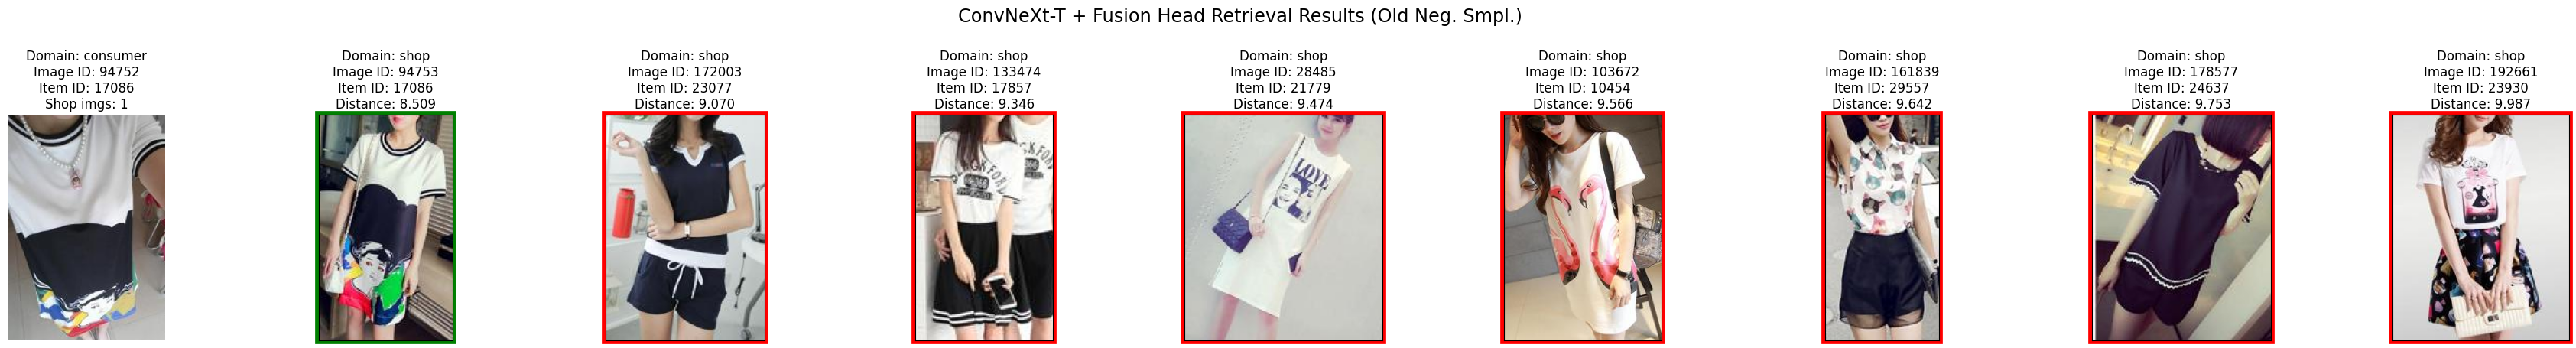 ConvNeXt-T + Fusion Head Retrieval Results (Old Neg. Smpl.)
Domain: consumer
Image ID: 94752
Item ID: 17086
Shop imgs: 1
Domain: shop
Image ID: 94753
Item ID: 17086
Distance: 8.509
Domain: shop
Image ID: 172003
Item ID: 23077
Distance: 9.070
Domain: shop
Image ID: 133474
Item ID: 17857
Distance: 9.346
Domain: shop
Image ID: 28485
Item ID: 21779
Distance: 9.474
Domain: shop
Image ID: 103672
Item ID: 10454
Distance: 9.566
Domain: shop
Image ID: 161839
Item ID: 29557
Distance: 9.642
Domain: shop
Image ID: 178577
Item ID: 24637
Distance: 9.753
Domain: shop
Image ID: 192661
Item ID: 23930
Distance: 9.987
LOVE